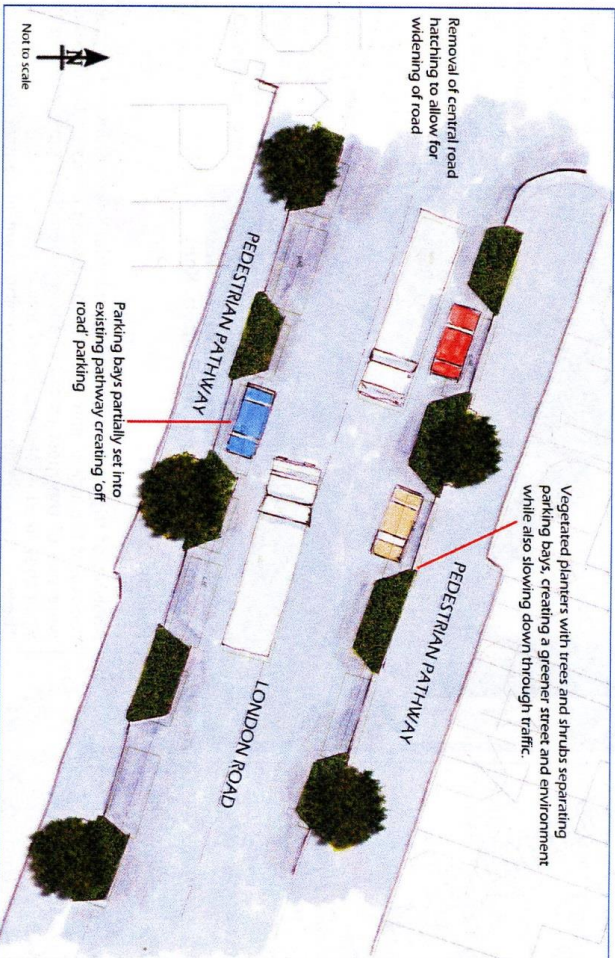 Removal of central road
hatching to allow for
widening of road
Vegetated planters with trees and shrubs separating
parking bays, creating a greener street and environment
while also slowing down through traffic.
PEDESTRIAN PATHWAY
LONDON ROAD
PEDESTRIAN PATHWAY
Parking bays partially set into
existing pathway creating 'off
road' parking
N
Not to scale